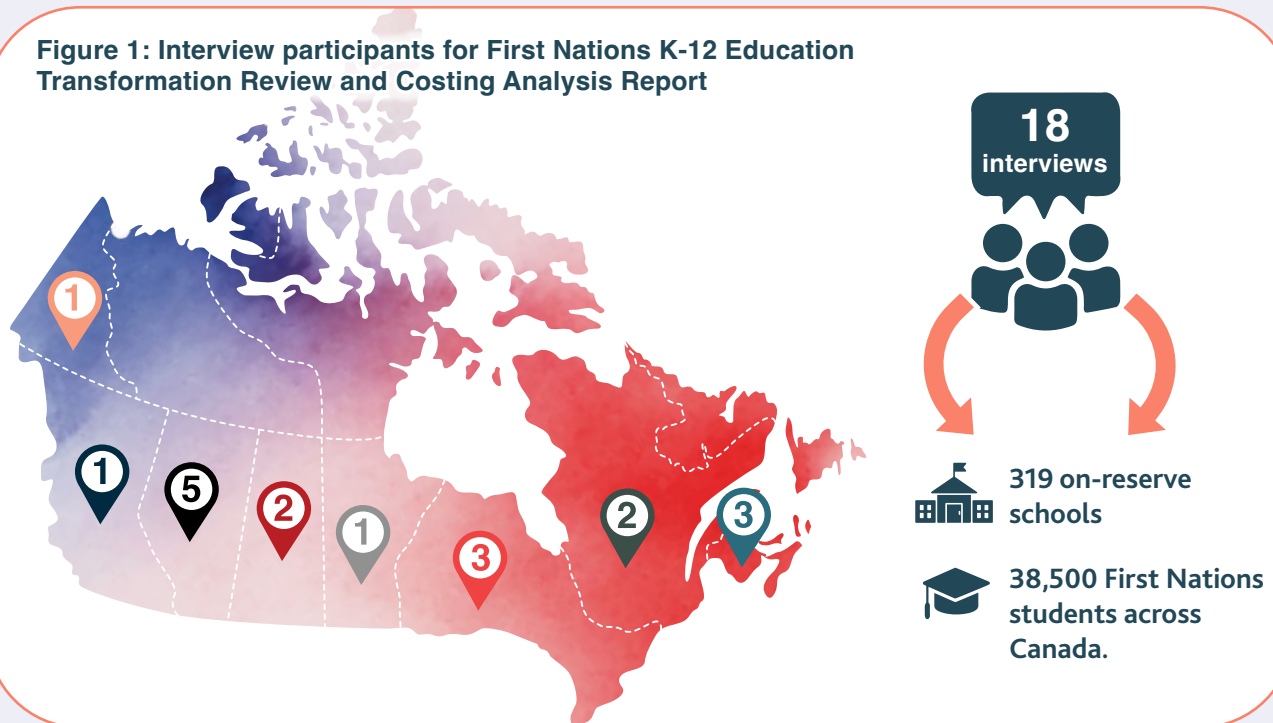 Figure 1: Interview participants for First Nations K-12 Education
Transformation Review and Costing Analysis Report
18
interviews
1
1
5
2
1
3
2
3
319 on-reserve
schools
38,500 First Nations
students across
Canada.